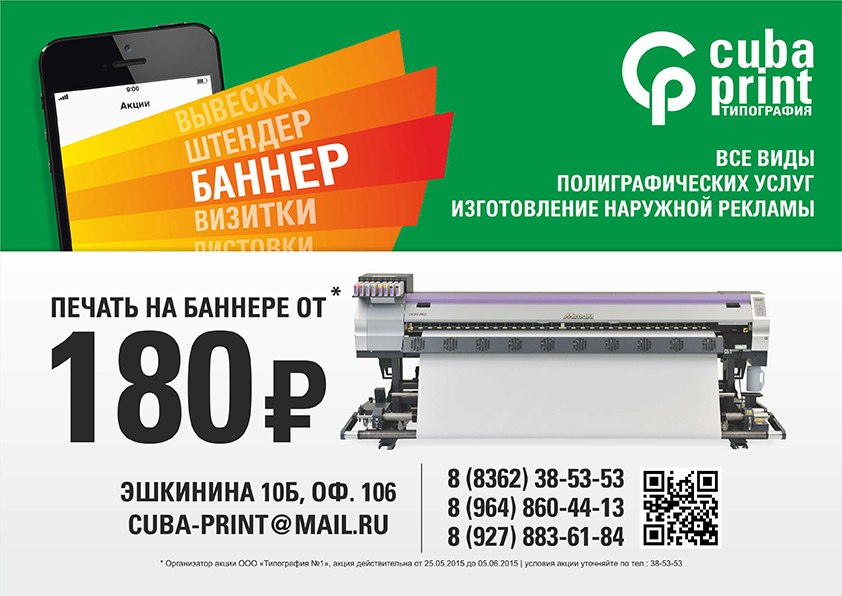 9:00
Акции
ВЫВЕСКА
ШТЕНДЕР
БАННЕР
ВИЗИТКИ
ЛИСТОВКИ
cuba
print
ТИПОГРАФИЯ
ВСЕ ВИДЫ
ПОЛИГРАФИЧЕСКИХ УСЛУГ
ИЗГОТОВЛЕНИЕ НАРУЖНОЙ РЕКЛАМЫ
ПЕЧАТЬ НА БАННЕРЕ ОТ *
180₽
Mimaki
ЭШКИНИНА 10Б, ОФ. 106
CUBA-PRINT@MAIL.RU
8 (8362) 38-53-53
8 (964) 860-44-13
8 (927) 883-61-84
* Организатор акции ООО «Типография №1», акция действительна от 25.05.2015 до 05.06.2015 | условия акции уточняйте по тел.: 38-53-53